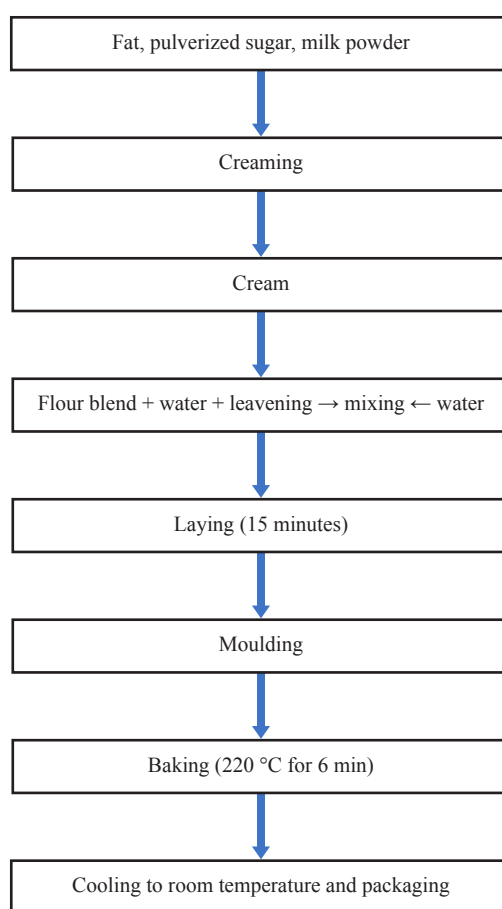 Fat, pulverized sugar, milk powder
Creaming
Cream
Flour blend + water + leavening → mixing ← water
Laying (15 minutes)
Moulding
Baking (220 °C for 6 min)
Cooling to room temperature and packaging